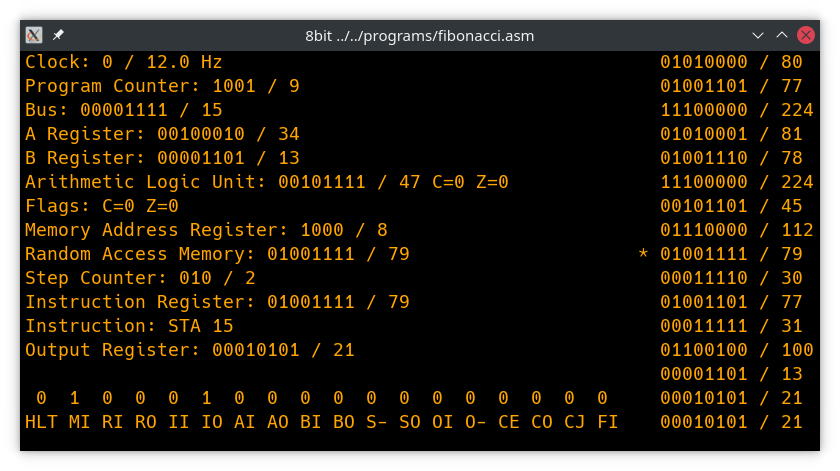 8bit ../../programs/fibonacci.asm
Clock: 0 / 12.0 Hz 01010000 / 80
Program Counter: 1001 / 9 01001101 / 77
Bus: 00001111 / 15 11100000 / 224
A Register: 00100010 / 34 01010001 / 81
B Register: 00001101 / 13 01001110 / 78
Arithmetic Logic Unit: 00101111 / 47 C=0 Z=0 11100000 / 224
Flags: C=0 Z=0 00101101 / 45
Memory Address Register: 1000 / 8 01110000 / 112
Random Access Memory: 01001111 / 79 * 01001111 / 79
Step Counter: 010 / 2 00011110 / 30
Instruction Register: 01001111 / 79 01001101 / 77
Instruction: STA 15 00011111 / 31
Output Register: 00010101 / 21 01100100 / 100
00001101 / 13
0 1 0 0 0 1 0 0 0 0 0 0 0 0 0 0 0 0 00010101 / 21
HLT MI RI RO II IO AI AO BI BO S- SO OI O- CE CO CJ FI 00010101 / 21